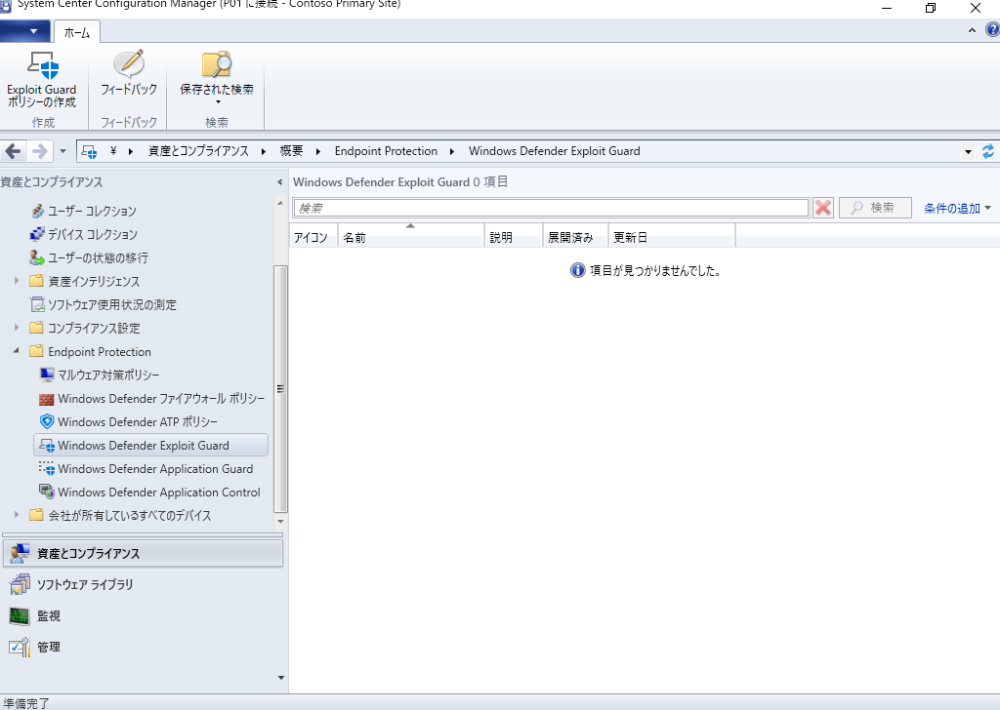 System Center Configuration Manager (P01 に接続 - Contoso Primary Site)
ホーム
Exploit Guard
ポリシーの作成
フィードバック
保存された検索
作成
フィードバック
検索
¥ 資産とコンプライアンス 概要 Endpoint Protection Windows Defender Exploit Guard
資産とコンプライアンス
ユーザー コレクション
デバイス コレクション
ユーザーの状態の移行
資産インテリジェンス
ソフトウェア使用状況の測定
コンプライアンス設定
Endpoint Protection
マルウェア対策ポリシー
Windows Defender ファイアウォール ポリシー
Windows Defender ATP ポリシー
Windows Defender Exploit Guard
Windows Defender Application Guard
Windows Defender Application Control
会社が所有しているすべてのデバイス
資産とコンプライアンス
ソフトウェア ライブラリ
監視
管理
Windows Defender Exploit Guard 0 項目
検索
検索
条件の追加
アイコン 名前 説明 展開済み 更新日
項目が見つかりませんでした。
準備完了